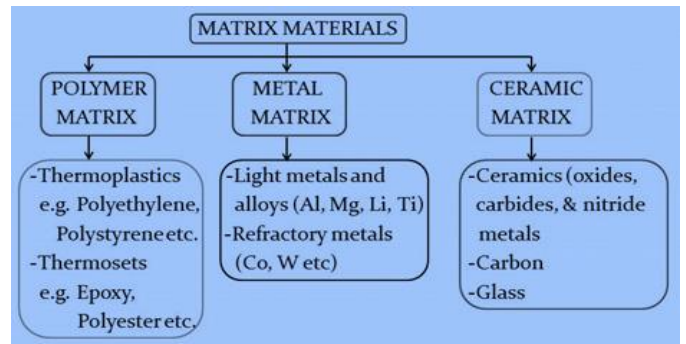 MATRIX MATERIALS
POLYMER
MATRIX
METAL
MATRIX
CERAMIC
MATRIX
-Thermoplastics
e.g. Polyethylene,
Polystyrene etc.
-Thermosets
e.g. Epoxy,
Polyester etc.
-Light metals and
alloys (Al, Mg, Li, Ti)
-Refractory metals
(Co, W etc)
-Ceramics (oxides,
carbides, & nitride
metals
-Carbon
-Glass